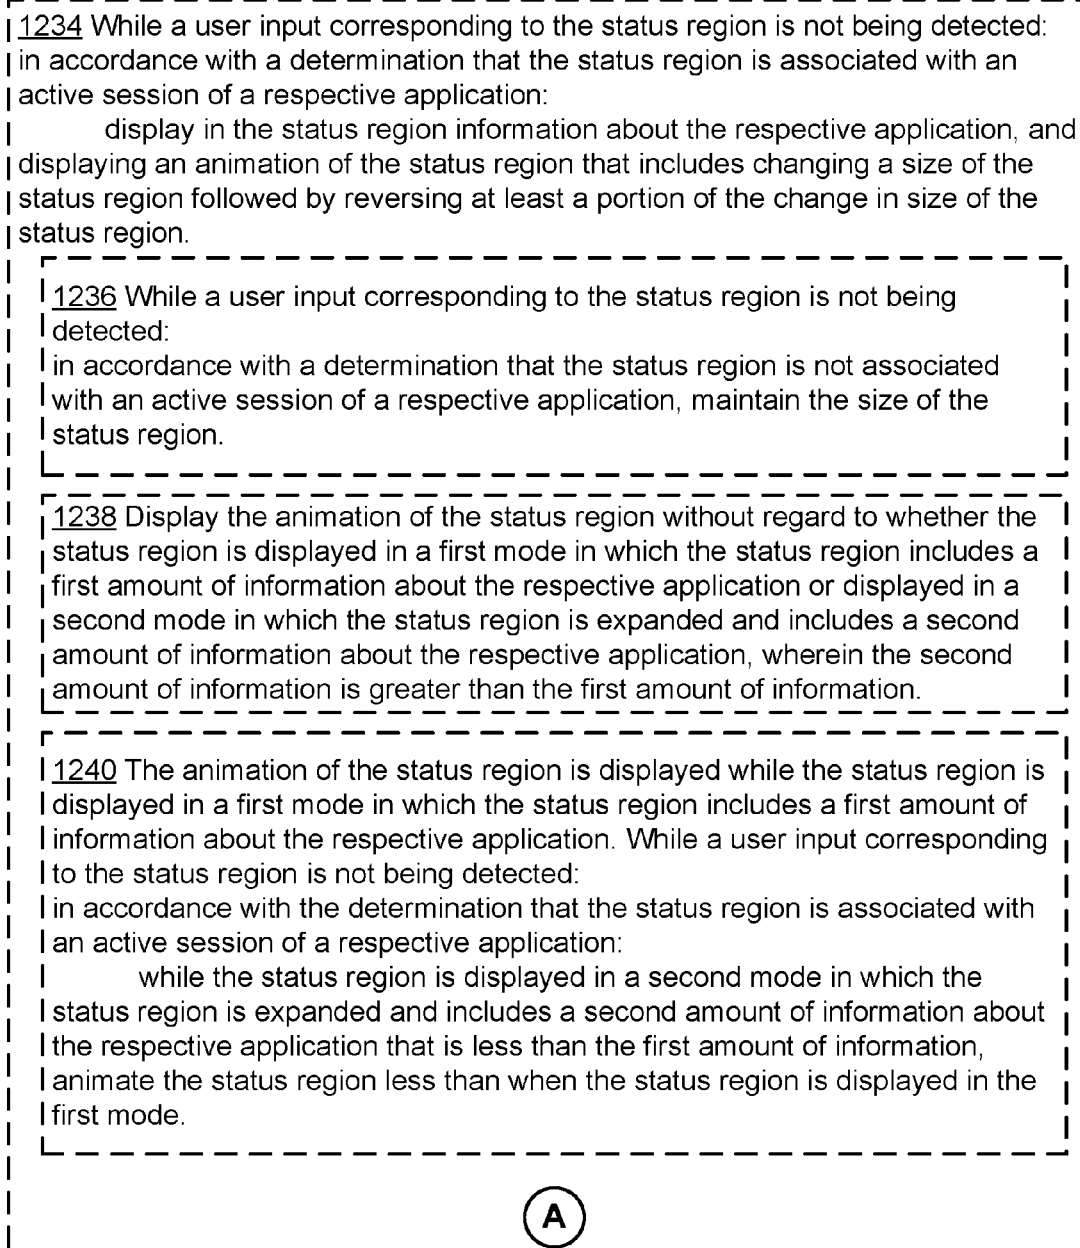 1234 While a user input corresponding to the status region is not being detected:
in accordance with a determination that the status region is associated with an
active session of a respective application:
display in the status region information about the respective application, and
displaying an animation of the status region that includes changing a size of the
status region followed by reversing at least a portion of the change in size of the
status region.
1236 While a user input corresponding to the status region is not being
detected:
in accordance with a determination that the status region is not associated
with an active session of a respective application, maintain the size of the
status region.
1238 Display the animation of the status region without regard to whether the
status region is displayed in a first mode in which the status region includes a
first amount of information about the respective application or displayed in a
second mode in which the status region is expanded and includes a second
amount of information about the respective application, wherein the second
amount of information is greater than the first amount of information.
1240 The animation of the status region is displayed while the status region is
displayed in a first mode in which the status region includes a first amount of
information about the respective application. While a user input corresponding
to the status region is not being detected:
in accordance with the determination that the status region is associated with
an active session of a respective application:
while the status region is displayed in a second mode in which the
status region is expanded and includes a second amount of information about
the respective application that is less than the first amount of information,
animate the status region less than when the status region is displayed in the
first mode.
A